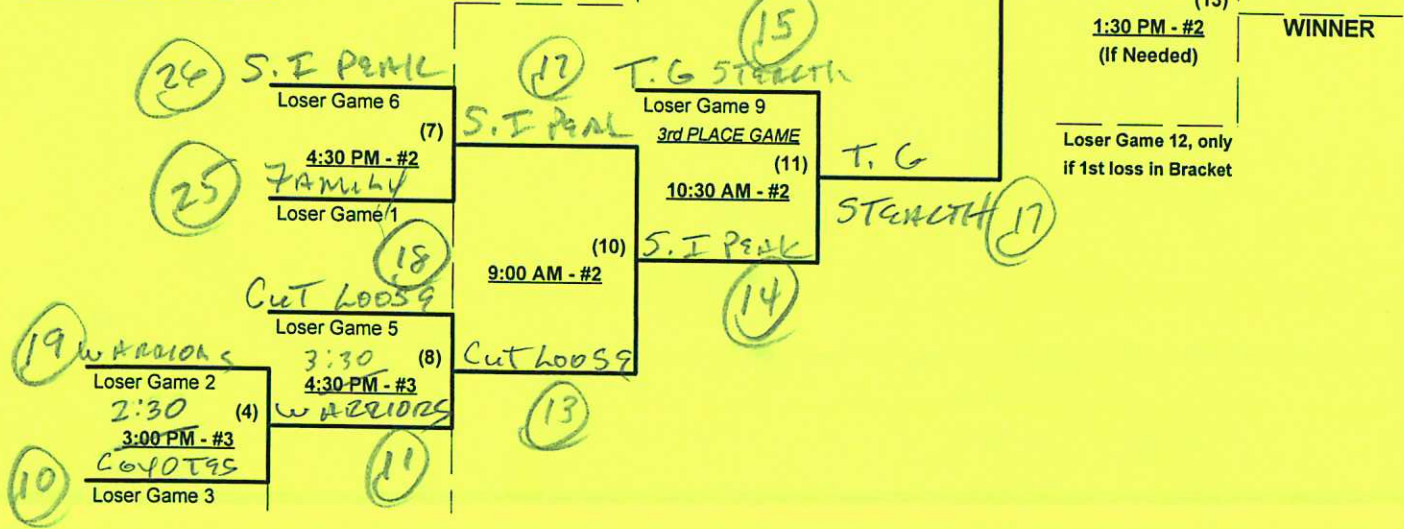 (13)
1:30 PM - #2
(If Needed)
WINNER
Loser Game 12, only
if 1st loss in Bracket
15
26 S.I PEAK
Loser Game 6
(7)
4:30 PM - #2
25 FAMILY
Loser Game 1
12
S.I PEAK
T.G STEALTH
Loser Game 9
3rd PLACE GAME
(11)
10:30 AM - #2
T. G
STEALTH 17
18
CUT LOOSE
Loser Game 5
3:30 (8)
4:30 PM - #3
WARRIORS
11
(10)
9:00 AM - #2
S.I PEAK
14
CUT LOOSE
13
19 WARRIORS
Loser Game 2
2:30 (4)
3:00 PM - #3
COYOTES
10
Loser Game 3